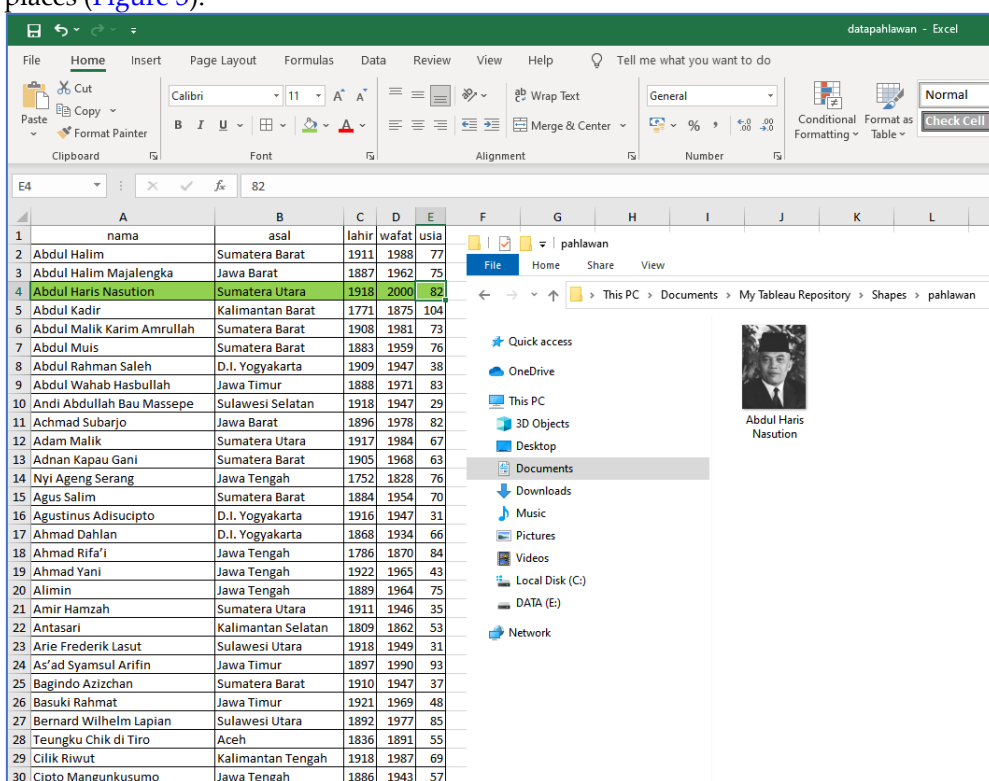 places (Figure 3).
datapahlawan - Excel
File Home Insert Page Layout Formulas Data Review View Help Tell me what you want to do
Cut
Copy
Format Painter
Paste
Calibri 11 A A
B I U A
ab Wrap Text
Merge & Center
General
% , .00 .00
Conditional Formatting
Format as Table
Normal
Check Cell
Clipboard Font Alignment Number
E4 fx 82
A B C D E F G H I J K L
1 nama asal lahir wafat usia
2 Abdul Halim Sumatera Barat 1911 1988 77
3 Abdul Halim Majalengka Jawa Barat 1887 1962 75
4 Abdul Haris Nasution Sumatera Utara 1918 2000 82
5 Abdul Kadir Kalimantan Barat 1771 1875 104
6 Abdul Malik Karim Amrullah Sumatera Barat 1908 1981 73
7 Abdul Muis Sumatera Barat 1883 1959 76
8 Abdul Rahman Saleh D.I. Yogyakarta 1909 1947 38
9 Abdul Wahab Hasbullah Jawa Timur 1888 1971 83
10 Andi Abdullah Bau Massepe Sulawesi Selatan 1918 1947 29
11 Achmad Subarjo Jawa Barat 1896 1978 82
12 Adam Malik Sumatera Utara 1917 1984 67
13 Adnan Kapau Gani Sumatera Barat 1905 1968 63
14 Nyi Ageng Serang Jawa Tengah 1752 1828 76
15 Agus Salim Sumatera Barat 1884 1954 70
16 Agustinus Adisucipto D.I. Yogyakarta 1916 1947 31
17 Ahmad Dahlan D.I. Yogyakarta 1868 1934 66
18 Ahmad Rifa’i Jawa Tengah 1786 1870 84
19 Ahmad Yani Jawa Tengah 1922 1965 43
20 Alimin Jawa Tengah 1889 1964 75
21 Amir Hamzah Sumatera Utara 1911 1946 35
22 Antasari Kalimantan Selatan 1809 1862 53
23 Arie Frederik Lasut Sulawesi Utara 1918 1949 31
24 As’ad Syamsul Arifin Jawa Timur 1897 1990 93
25 Bagindo Azizchan Sumatera Barat 1910 1947 37
26 Basuki Rahmat Jawa Timur 1921 1969 48
27 Bernard Wilhelm Lapian Sulawesi Utara 1892 1977 85
28 Teungku Chik di Tiro Aceh 1836 1891 55
29 Cilik Riwut Kalimantan Tengah 1918 1987 69
30 Cipto Mangunkusumo Jawa Tengah 1886 1943 57
pahlawan
File Home Share View
This PC > Documents > My Tableau Repository > Shapes > pahlawan
Quick access
OneDrive
This PC
3D Objects
Desktop
Documents
Downloads
Music
Pictures
Videos
Local Disk (C:)
DATA (E:)
Network
Abdul Haris
Nasution